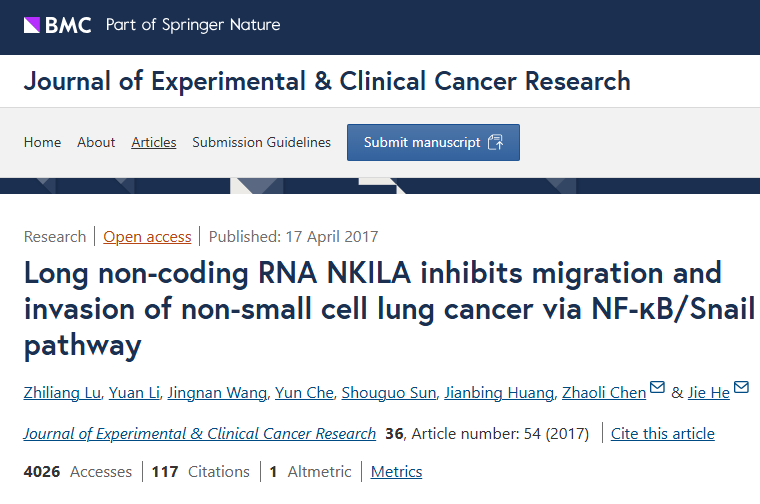 BMC Part of Springer Nature
Journal of Experimental & Clinical Cancer Research
Home About Articles Submission Guidelines Submit manuscript
Research Open access Published: 17 April 2017
Long non-coding RNA NKILA inhibits migration and
invasion of non-small cell lung cancer via NF-κB/Snail
pathway
Zhiliang Lu, Yuan Li, Jingnan Wang, Yun Che, Shouguo Sun, Jianbing Huang, Zhaoli Chen & Jie He
Journal of Experimental & Clinical Cancer Research 36, Article number: 54 (2017) Cite this article
4026 Accesses 117 Citations 1 Altmetric Metrics